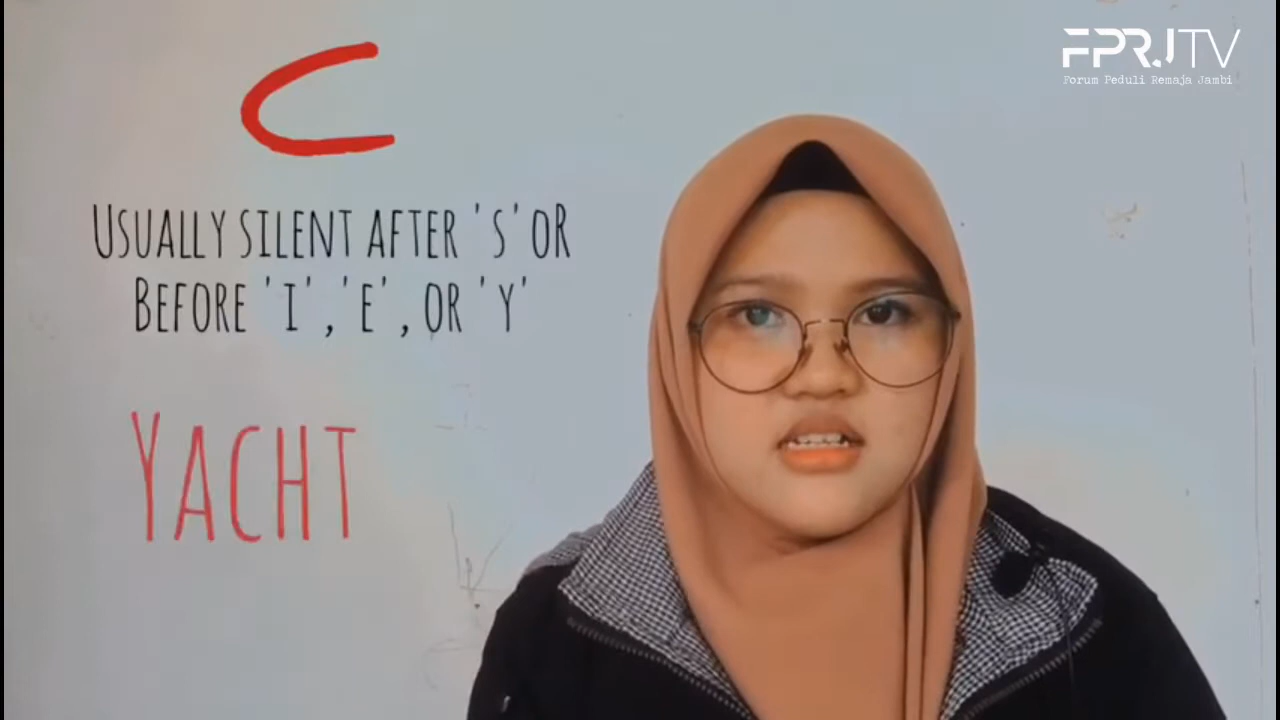 FPRJTV
Forum Peduli Remaja Jambi
C
USUALLY SILENT AFTER 'S' OR
BEFORE 'I', 'E', OR 'Y'
YACHT